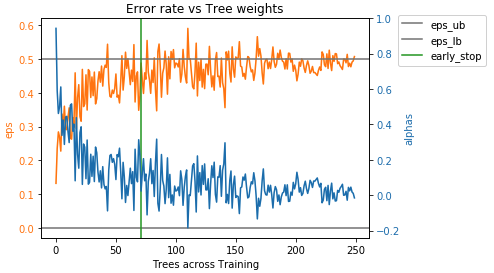 Error rate vs Tree weights
eps
0.6
0.5
0.4
0.3
0.2
0.1
0.0
0
50
100
150
200
250
Trees across Training
1.0
0.8
0.6
0.4
0.2
0.0
−0.2
alphas
eps_ub
eps_lb
early_stop